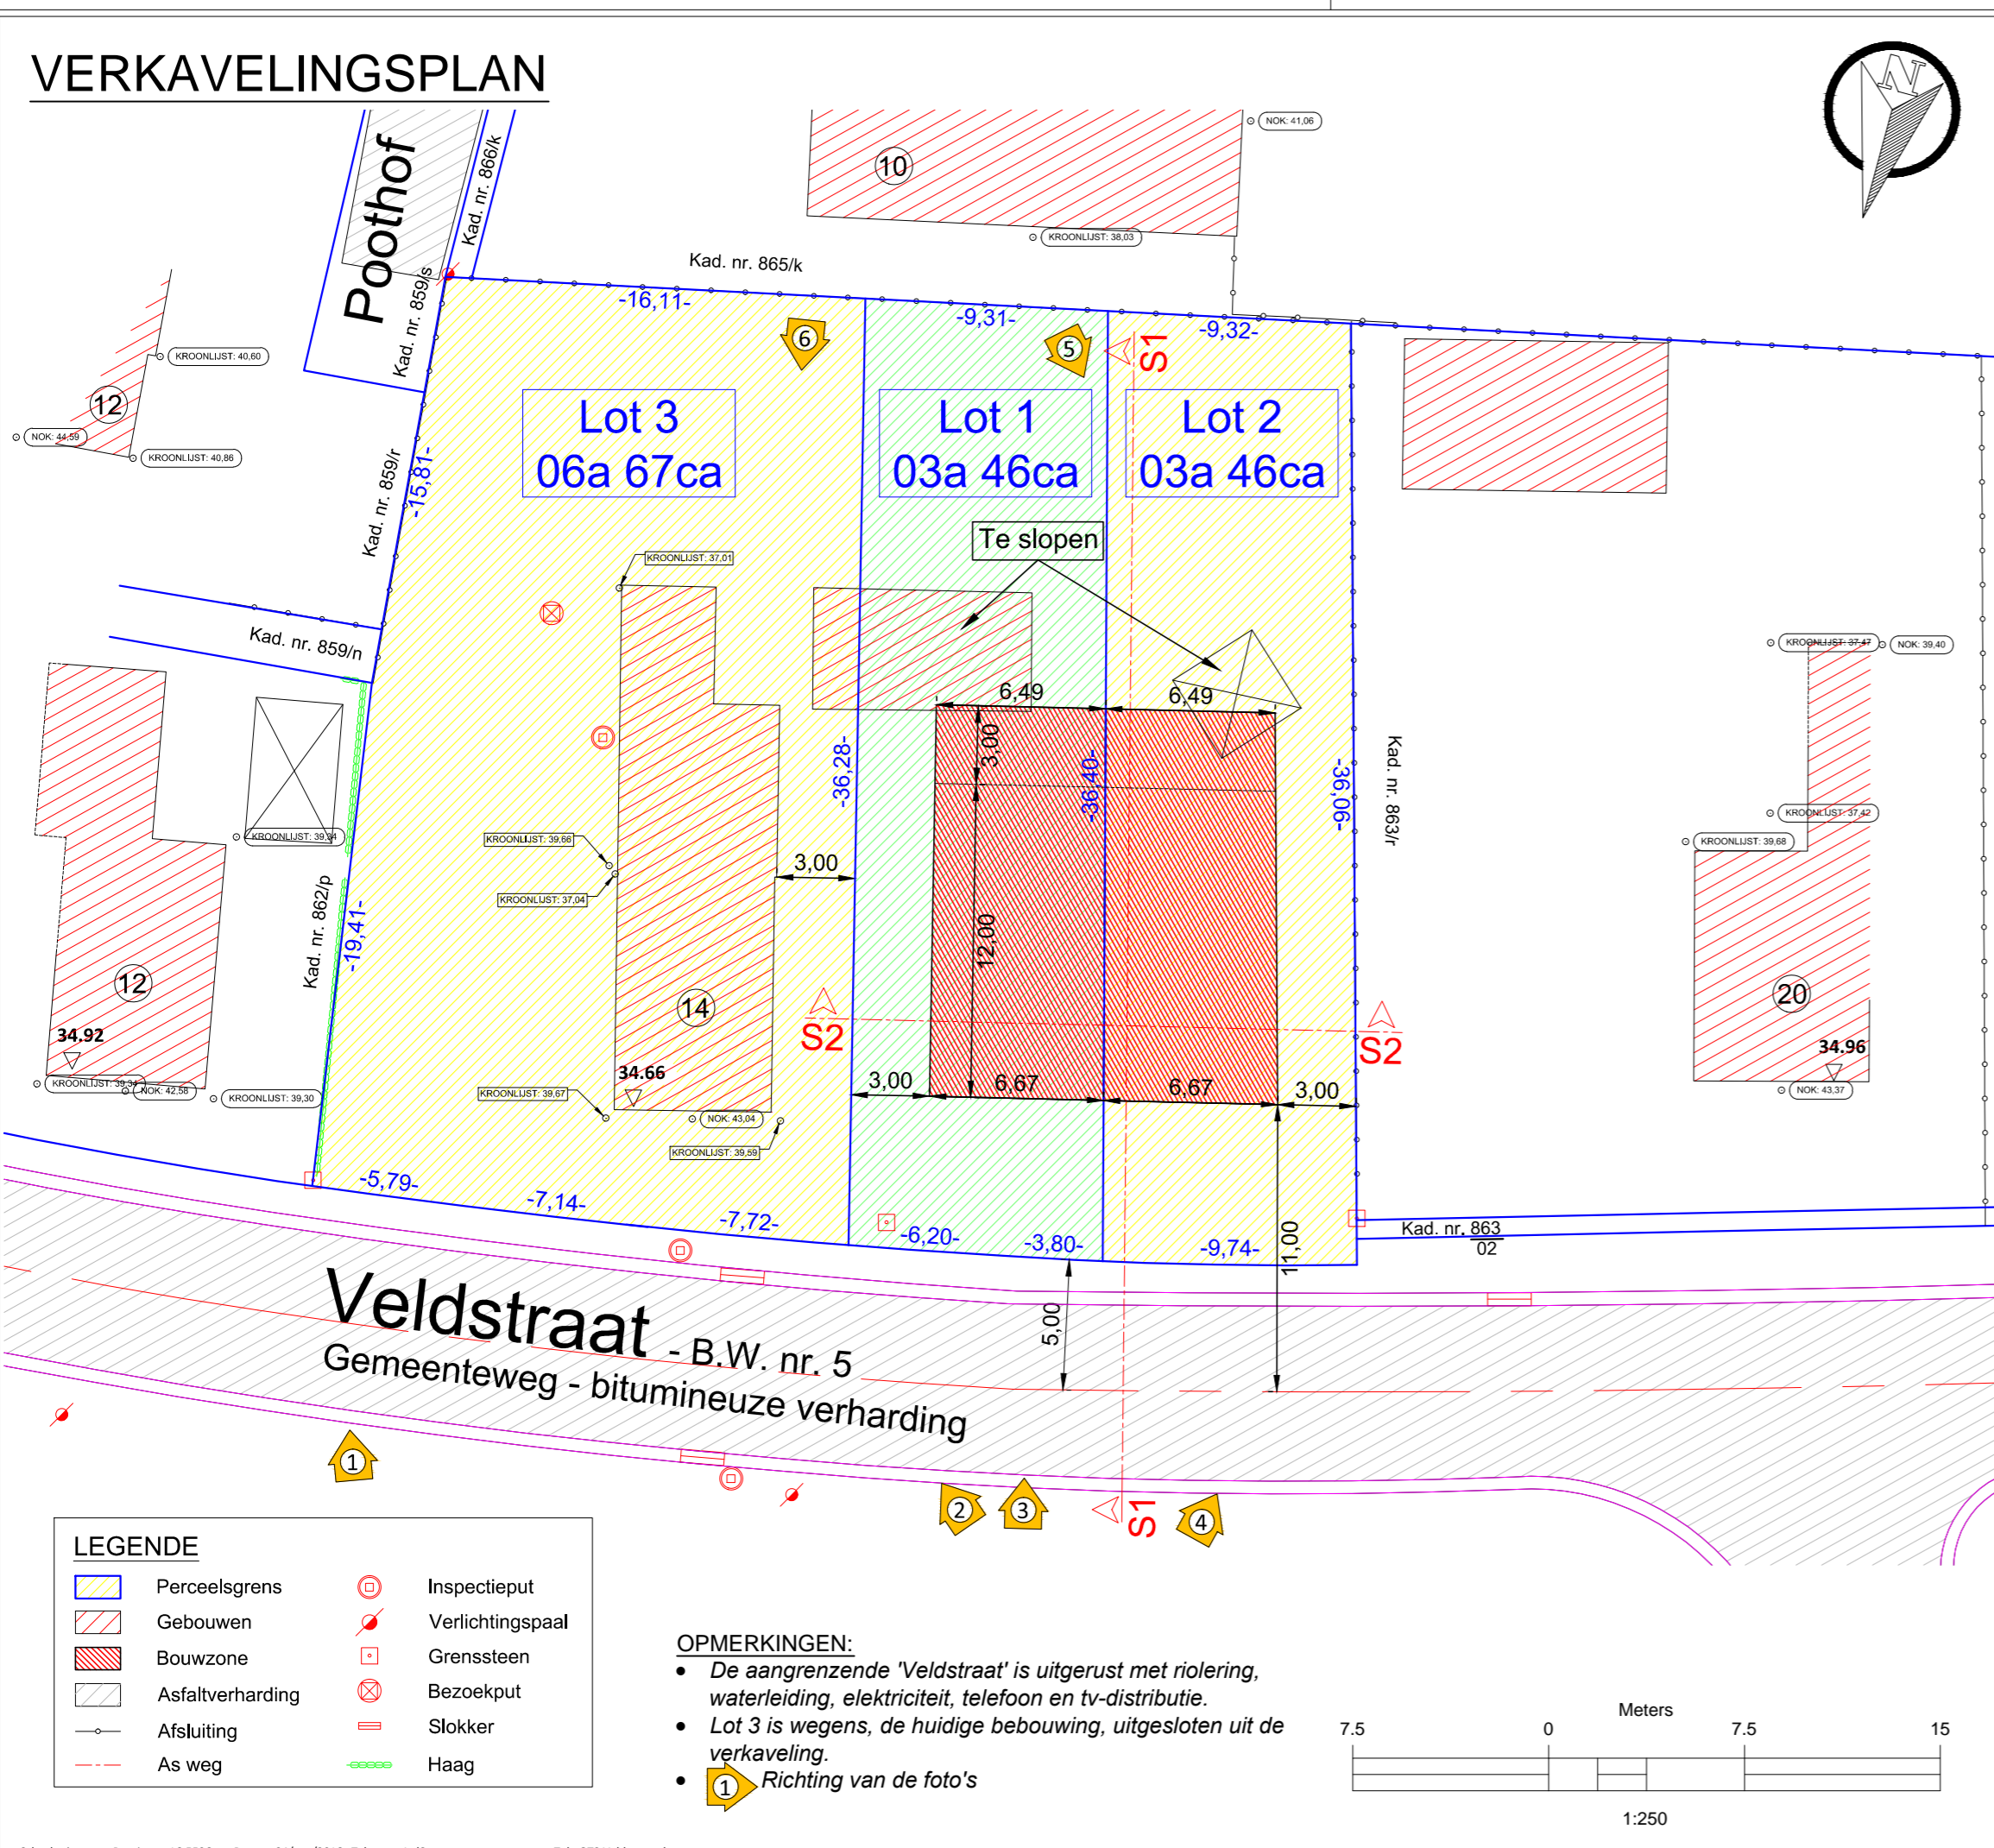 VERKAVELINGSPLAN
N
Poothof
Kad. nr. 866/k
Kad. nr. 859/s
Kad. nr. 865/k
10
NOK: 41,06
KROONLIJST: 38,03
-16,11-
-9,31-
-9,32-
6
5
S1
KROONLIJST: 40,60
12
NOK: 44,59
KROONLIJST: 40,86
Kad. nr. 859/r
-15,81-
Lot 3
06a 67ca
Lot 1
03a 46ca
Lot 2
03a 46ca
Te slopen
KROONLIJST: 37,01
Kad. nr. 859/n
KROONLIJST: 37,47
NOK: 39,40
6,49
6,49
3,00
-36,28-
-36,40-
-36,06-
Kad. nr. 863/r
KROONLIJST: 39,34
KROONLIJST: 39,66
KROONLIJST: 37,04
3,00
KROONLIJST: 37,42
KROONLIJST: 39,68
Kad. nr. 862/p
-19,41-
12,00
12
14
20
34.92
34.66
34.96
S2
S2
KROONLIJST: 39,34
NOK: 42,58
KROONLIJST: 39,30
KROONLIJST: 39,67
NOK: 43,04
KROONLIJST: 39,59
3,00
6,67
6,67
3,00
NOK: 43,37
-5,79-
-7,14-
-7,72-
-6,20-
-3,80-
-9,74-
11,00
5,00
Kad. nr. 863
02
Veldstraat - B.W. nr. 5
Gemeenteweg - bitumineuze verharding
1
2
3
S1
4
LEGENDE
Perceelsgrens
Inspectieput
Gebouwen
Verlichtingspaal
Bouwzone
Grenssteen
Asfaltverharding
Bezoekput
Afsluiting
Slokker
As weg
Haag
OPMERKINGEN:
• De aangrenzende 'Veldstraat' is uitgerust met riolering,
waterleiding, elektriciteit, telefoon en tv-distributie.
• Lot 3 is wegens, de huidige bebouwing, uitgesloten uit de
verkaveling.
• 1 Richting van de foto's
Meters
7.5 0 7.5 15
1:250